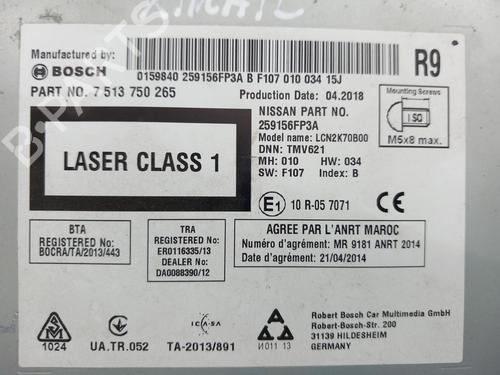 Manufactured by:
BOSCH
0159840 259156FP3A B F107 010 034 15J
R9
PART NO. 7 513 750 265
Production Date: 04.2018
Mounting Screws
ISO
M5x8 max.
LASER CLASS 1
NISSAN PART NO:
259156FP3A
Model Name: LCN2K70B00
DNN: TMV621
MH: 010 HW: 034
SW: F107 Index: B
E1 10 R-05 7071 CE
BTA
REGISTERED No:
BOCRA/TA/2013/443
TRA
REGISTERED No:
ER0116335/13
DEALER No:
DA0088390/12
AGREE PAR L'ANRT MAROC
Numéro d'agrément: MR 9181 ANRT 2014
Date d'agrément: 21/04/2014
1024
UA.TR.052
ICASA
TA-2013/891
И011 13
Robert Bosch Car Multimedia GmbH
Robert-Bosch-Str. 200
31139 HILDESHEIM
GERMANY